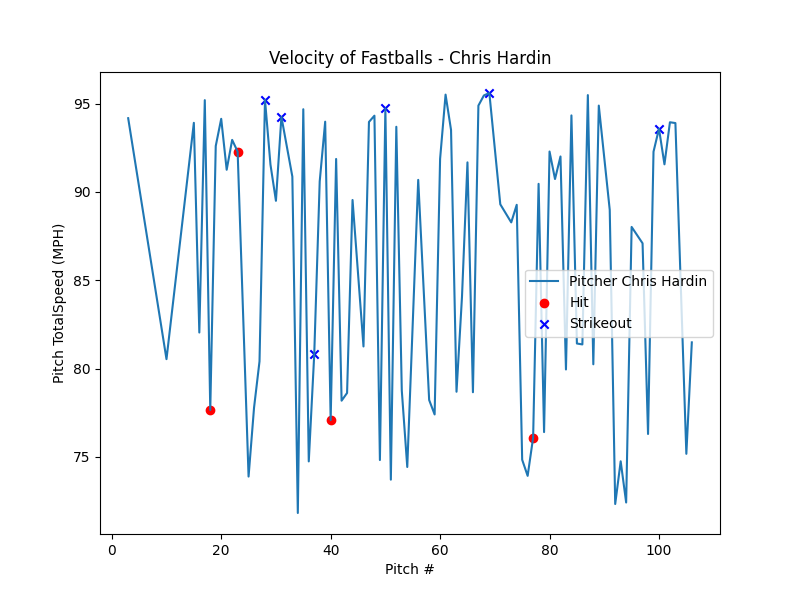 Velocity of Fastballs - Chris Hardin
Pitch TotalSpeed (MPH)
95
90
85
80
75
Pitcher Chris Hardin
Hit
Strikeout
0 20 40 60 80 100
Pitch #